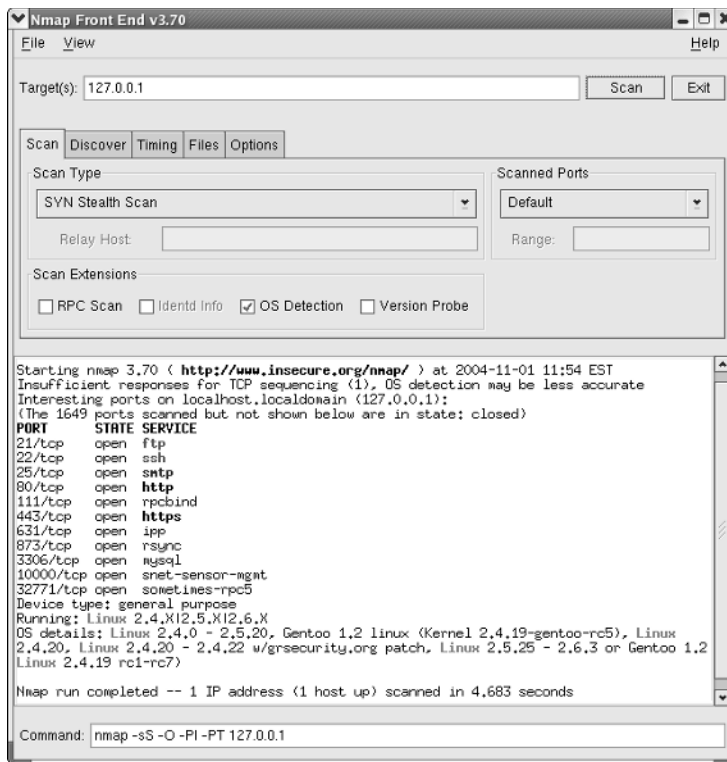 Nmap Front End v3.70
File View Help
Target(s): 127.0.0.1 Scan Exit
Scan Discover Timing Files Options
Scan Type Scanned Ports
SYN Stealth Scan Default
Relay Host: Range:
Scan Extensions
RPC Scan Identd Info OS Detection Version Probe
Starting nmap 3.70 ( http://www.insecure.org/nmap/ ) at 2004-11-01 11:54 EST
Insufficient responses for TCP sequencing (1), OS detection may be less accurate
Interesting ports on localhost.localdomain (127.0.0.1):
(The 1649 ports scanned but not shown below are in state: closed)
PORT STATE SERVICE
21/tcp open ftp
22/tcp open ssh
25/tcp open smtp
80/tcp open http
111/tcp open rpcbind
443/tcp open https
631/tcp open ipp
873/tcp open rsync
3306/tcp open mysql
10000/tcp open snet-sensor-mgmt
32771/tcp open sometimes-rpc5
Device type: general purpose
Running: Linux 2.4.X|2.5.X|2.6.X
OS details: Linux 2.4.0 - 2.5.20, Gentoo 1.2 linux (Kernel 2.4.19-gentoo-rc5), Linux
2.4.20, Linux 2.4.20 - 2.4.22 w/grsecurity.org patch, Linux 2.5.25 - 2.6.3 or Gentoo 1.2
Linux 2.4.19 rc1-rc7)
Nmap run completed -- 1 IP address (1 host up) scanned in 4.683 seconds
Command: nmap -sS -O -PI -PT 127.0.0.1